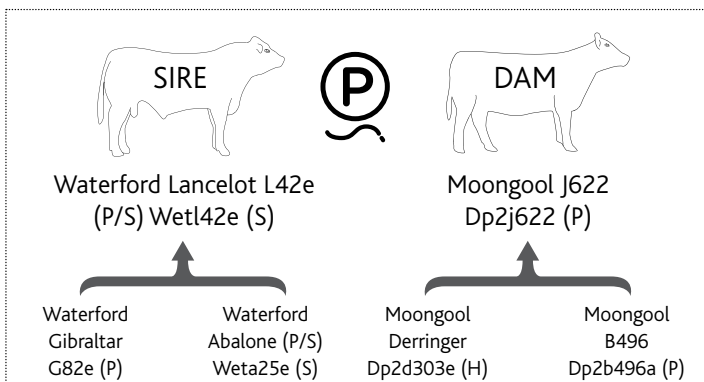 SIRE
P
DAM
Waterford Lancelot L42e
(P/S) Wetl42e (S)
Moongool J622
Dp2j622 (P)
Waterford
Gibraltar
G82e (P)
Waterford
Abalone (P/S)
Weta25e (S)
Moongool
Derringer
Dp2d303e (H)
Moongool
B496
Dp2b496a (P)